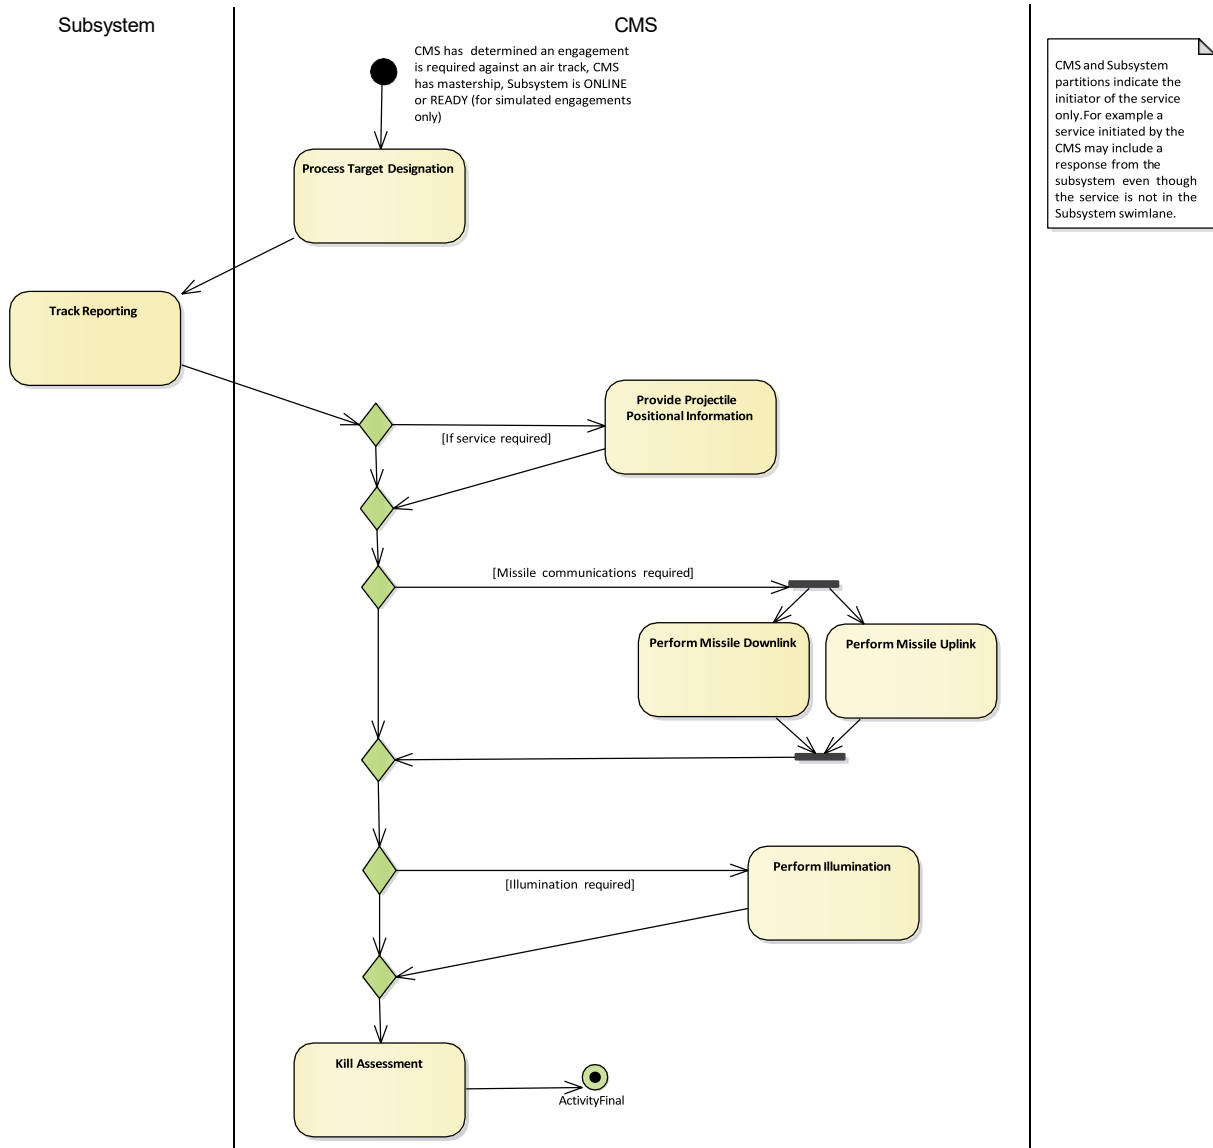 Subsystem
CMS
CMS has determined an engagement
is required against an air track, CMS
has mastership, Subsystem is ONLINE
or READY (for simulated engagements
only)
CMS and Subsystem
partitions indicate the
initiator of the service
only.For example a
service initiated by the
CMS may include a
response from the
subsystem even though
the service is not in the
Subsystem swimlane.
Process Target Designation
Track Reporting
Provide Projectile
Positional Information
[If service required]
[Missile communications required]
Perform Missile Downlink
Perform Missile Uplink
Perform Illumination
[Illumination required]
Kill Assessment
ActivityFinal